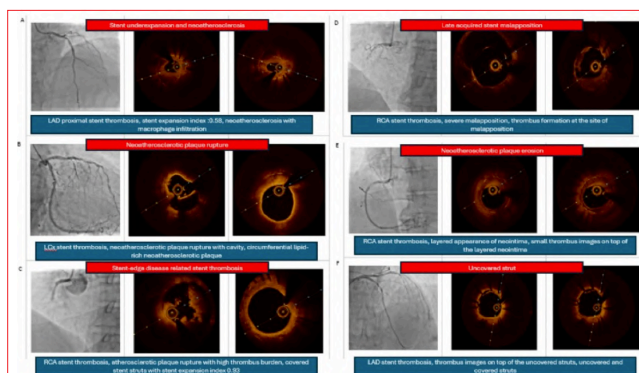 A
Stent underexpansion and neoatherosclerosis
LAD proximal stent thrombosis, stent expansion index :0.58, neoatherosclerosis with
macrophage infiltration
B
Neoatherosclerotic plaque rupture
LCx stent thrombosis, neoatherosclerotic plaque rupture with cavity, circumferential lipid-
rich neoatherosclerotic plaque
C
Stent-edge disease related stent thrombosis
RCA stent thrombosis, atherosclerotic plaque rupture with high thrombus burden, covered
stent struts with stent expansion index 0.93
D
Late acquired stent malapposition
RCA stent thrombosis, severe malapposition, thrombus formation at the site of
malapposition
E
Neoatherosclerotic plaque erosion
RCA stent thrombosis, layered appearance of neointima, small thrombus images on top of
the layered neointima
F
Uncovered strut
LAD stent thrombosis, thrombus images on top of the uncovered struts, uncovered and
covered struts